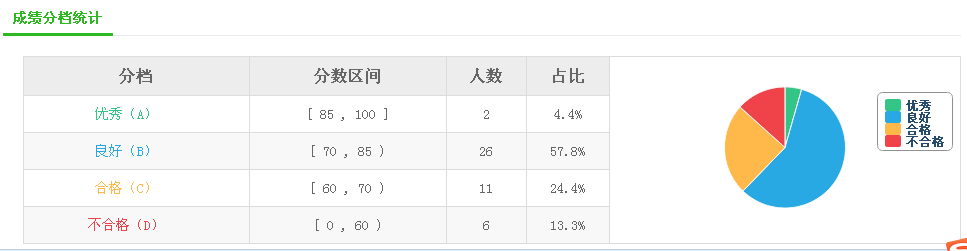 成绩分档统计
分档 分数区间 人数 占比
优秀（A） [ 85 , 100 ] 2 4.4%
良好（B） [ 70 , 85 ) 26 57.8%
合格（C） [ 60 , 70 ) 11 24.4%
不合格（D） [ 0 , 60 ) 6 13.3%
优秀
良好
合格
不合格